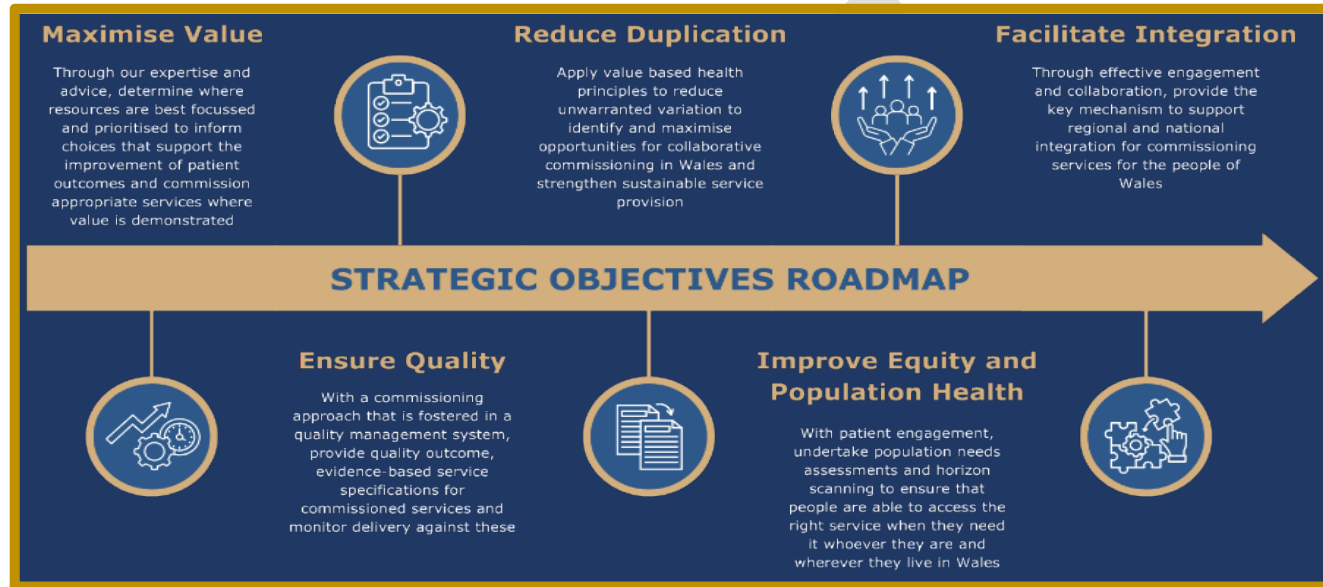 Maximise Value
Through our expertise and
advice, determine where
resources are best focussed
and prioritised to inform
choices that support the
improvement of patient
outcomes and commission
appropriate services where
value is demonstrated
Reduce Duplication
Apply value based health
principles to reduce
unwarranted variation to
identify and maximise
opportunities for collaborative
commissioning in Wales and
strengthen sustainable service
provision
Facilitate Integration
Through effective engagement
and collaboration, provide the
key mechanism to support
regional and national
integration for commissioning
services for the people of
Wales
STRATEGIC OBJECTIVES ROADMAP
Ensure Quality
With a commissioning
approach that is fostered in a
quality management system,
provide quality outcome,
evidence-based service
specifications for
commissioned services and
monitor delivery against these
Improve Equity and
Population Health
With patient engagement,
undertake population needs
assessments and horizon
scanning to ensure that
people are able to access the
right service when they need
it whoever they are and
wherever they live in Wales